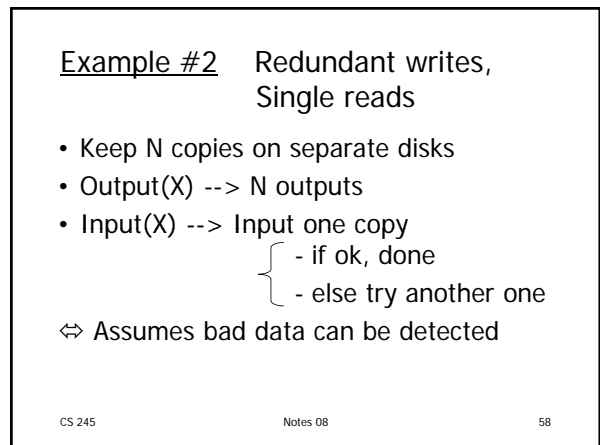 Example #2 Redundant writes,
Single reads
• Keep N copies on separate disks
• Output(X) --> N outputs
• Input(X) --> Input one copy
- if ok, done
- else try another one
⇔ Assumes bad data can be detected
CS 245 Notes 08 58